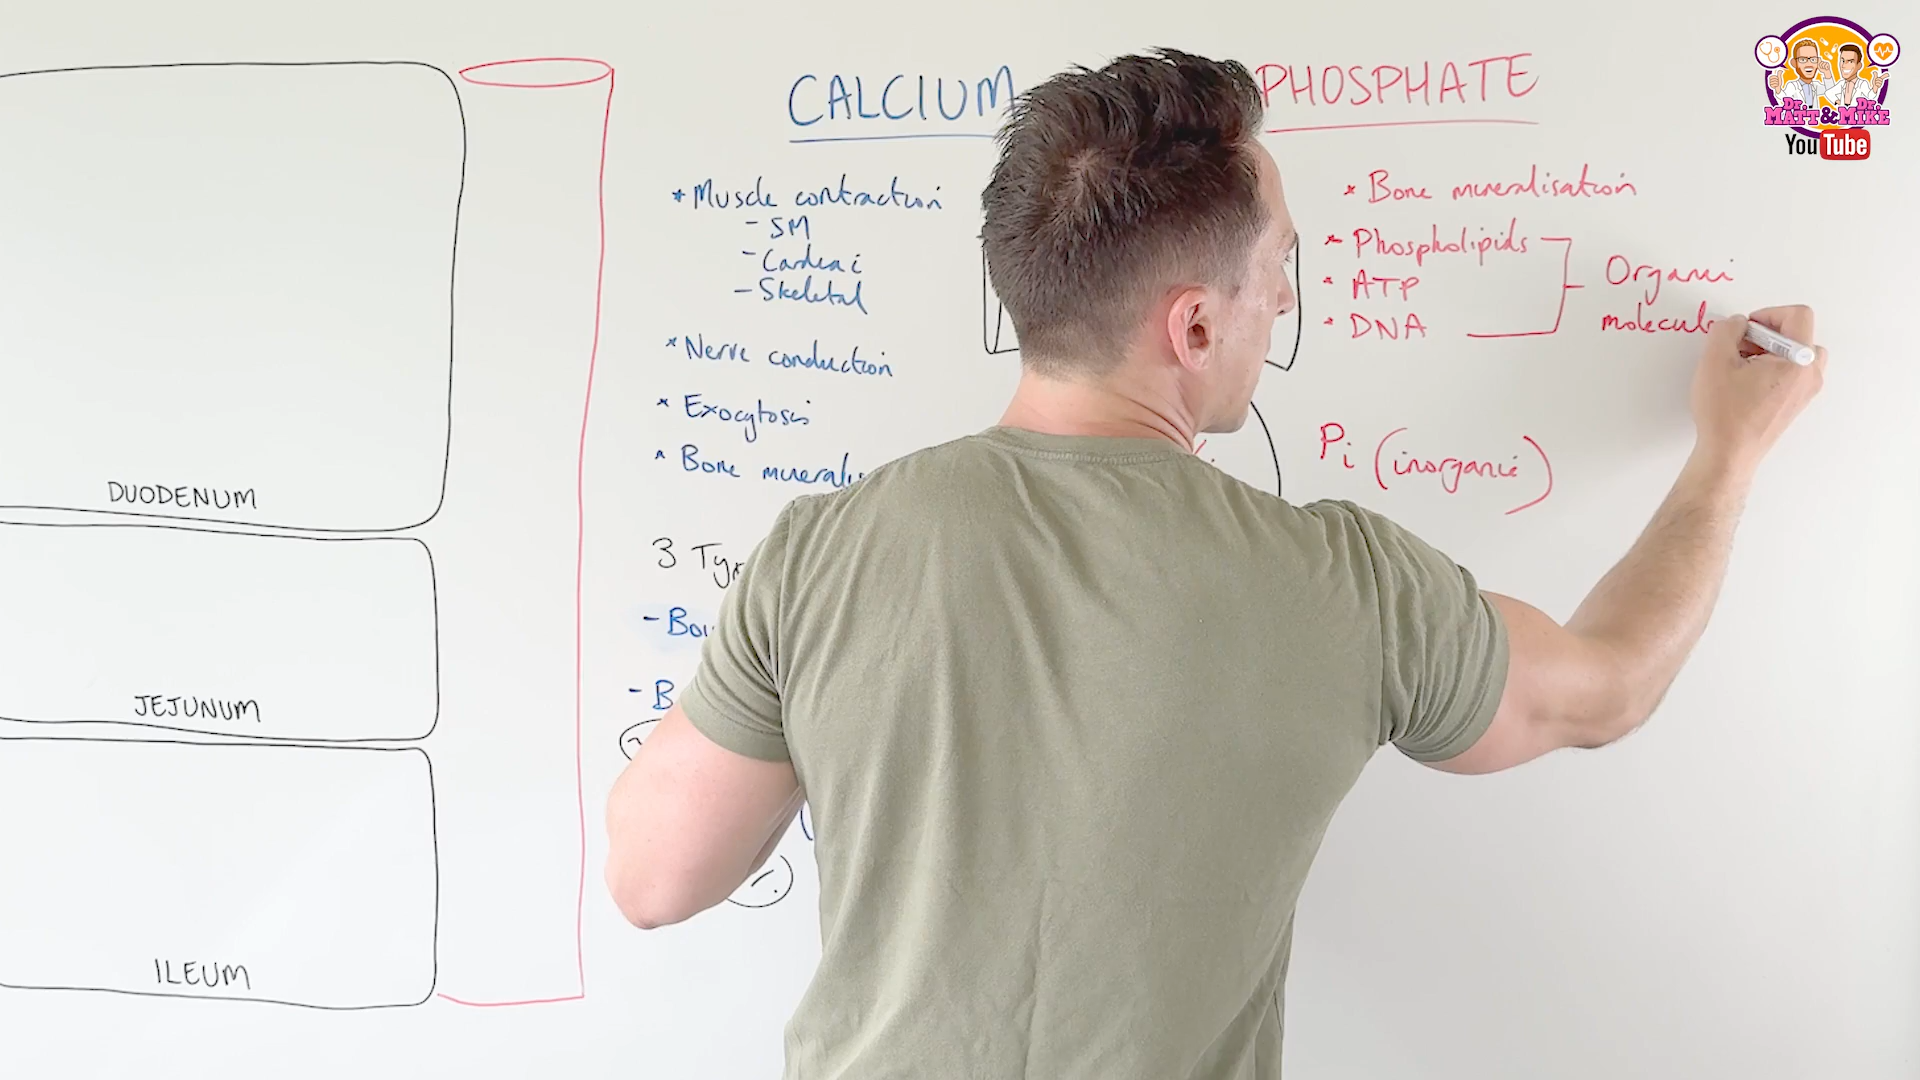 CALCIUM
PHOSPHATE
* Muscle contraction
- SM
- Cardiac
- Skeletal
* Nerve conduction
* Exocytosis
* Bone
3
- B
DUODENUM
JEJUNUM
ILEUM
* Bone mineralisation
* Phospholipids
* ATP
* DNA
Organic
Pi (inorganic)
Dr. Dr.
MATT & MIKE
YouTube